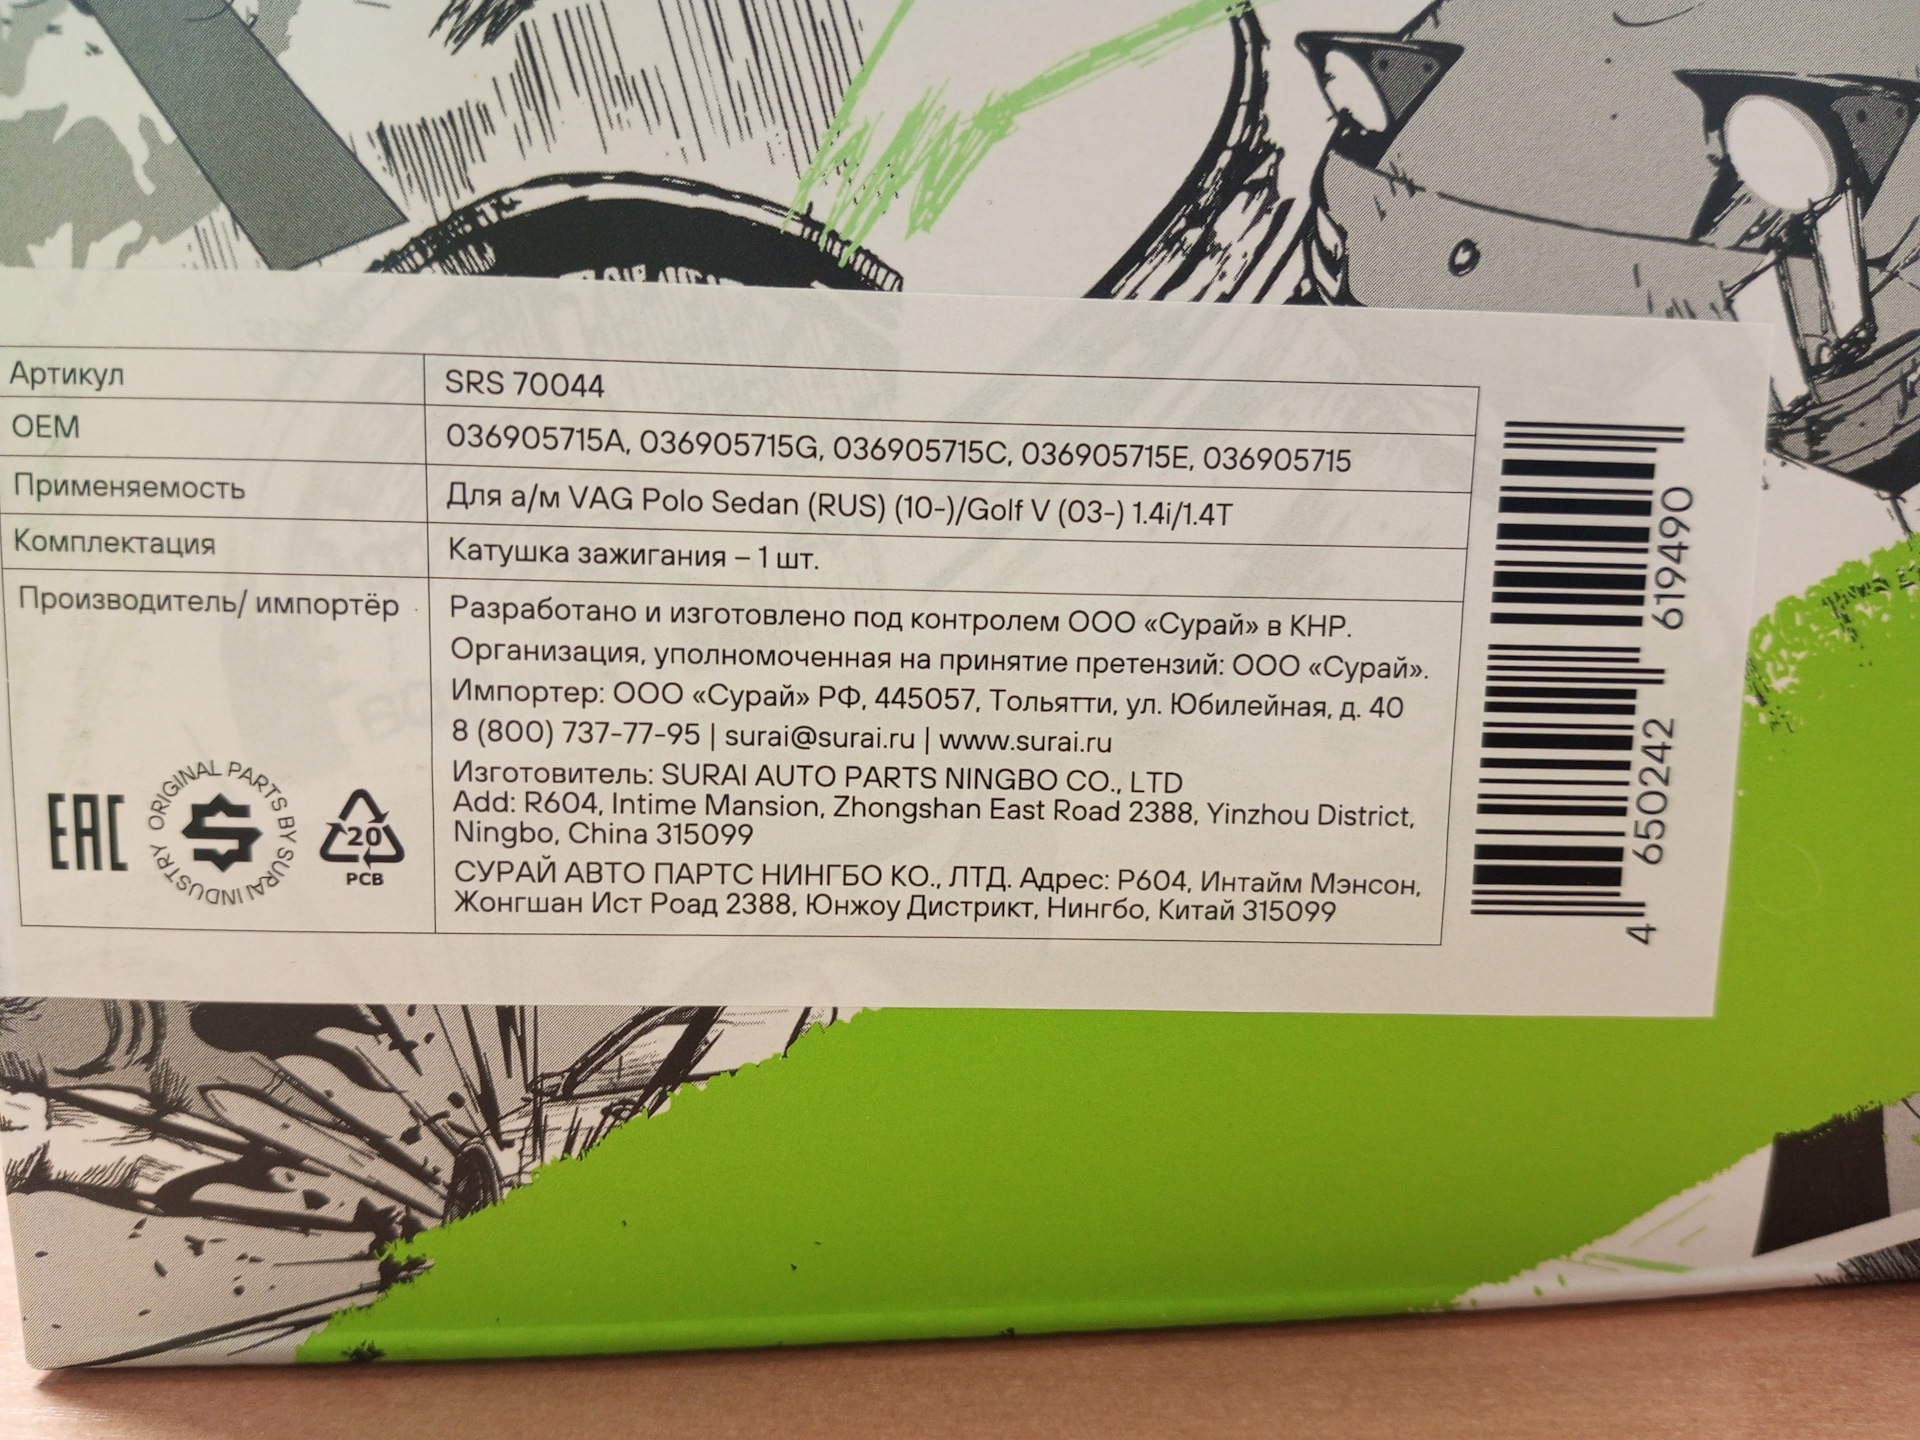 Артикул SRS 70044
OEM 036905715A, 036905715G, 036905715C, 036905715E, 036905715
Применяемость Для а/м VAG Polo Sedan (RUS) (10-)/Golf V (03-) 1.4i/1.4T
Комплектация Катушка зажигания – 1 шт.
Производитель/ импортёр Разработано и изготовлено под контролем ООО «Сурай» в КНР.
Организация, уполномоченная на принятие претензий: ООО «Сурай».
Импортер: ООО «Сурай» РФ, 445057, Тольятти, ул. Юбилейная, д. 40
8 (800) 737-77-95 | surai@surai.ru | www.surai.ru
Изготовитель: SURAI AUTO PARTS NINGBO CO., LTD
Add: R604, Intime Mansion, Zhongshan East Road 2388, Yinzhou District,
Ningbo, China 315099
СУРАЙ АВТО ПАРТС НИНГБО КО., ЛТД. Адрес: Р604, Интайм Мэнсон,
Жонгшан Ист Роад 2388, Юнжоу Дистрикт, Нингбо, Китай 315099
EAC
ORIGINAL PARTS BY SURAI INDUSTRY
20
PCB
4 650242 619490